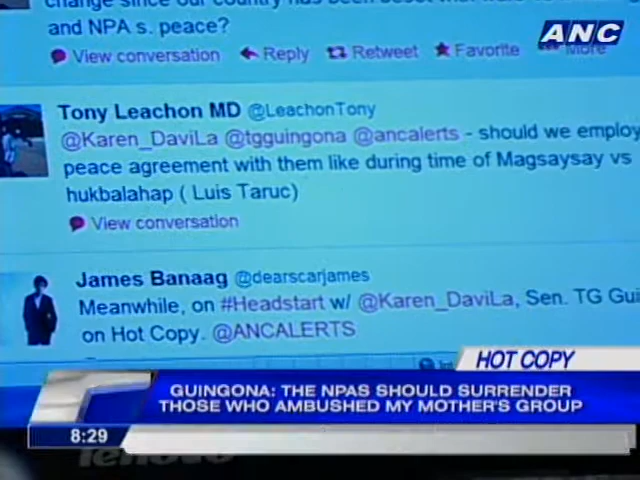 and NPA s. peace?
View conversation Reply Retweet Favorite More
ANC
Tony Leachon MD @LeachonTony
@Karen_DaviLa @tgguingona @ancalerts - should we employ
peace agreement with them like during time of Magsaysay vs
hukbalahap ( Luis Taruc)
View conversation
James Banaag @dearscarjames
Meanwhile, on #Headstart w/ @Karen_DaviLa, Sen. TG Gui
on Hot Copy. @ANCALERTS
HOT COPY
GUINGONA: THE NPAS SHOULD SURRENDER
THOSE WHO AMBUSHED MY MOTHER'S GROUP
8:29
lenovo